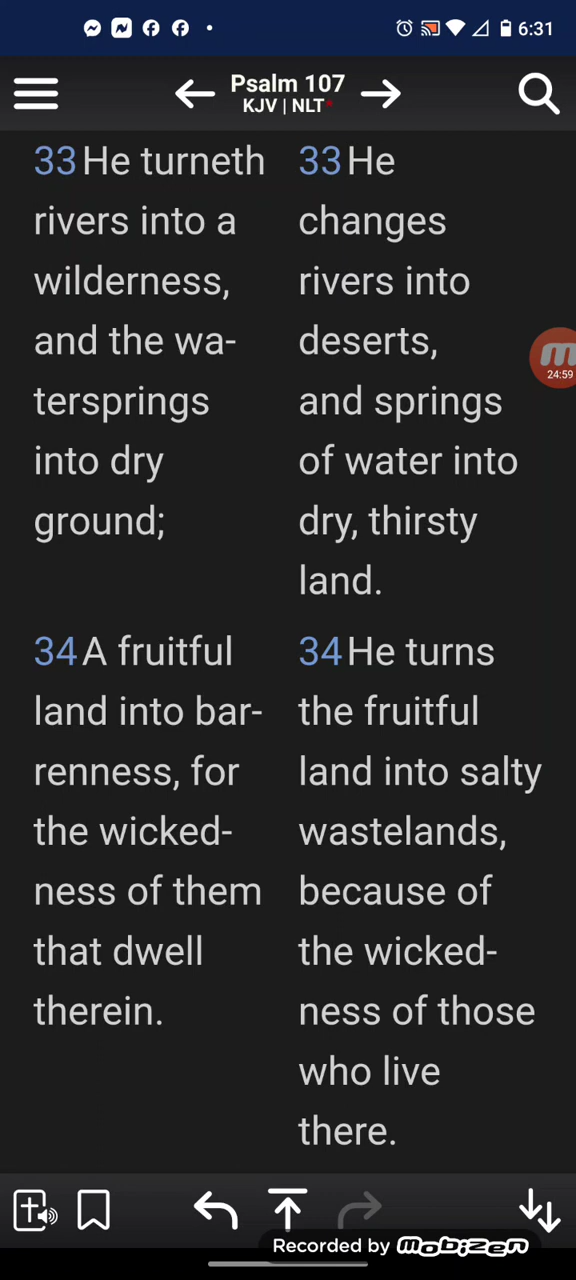 6:31
Psalm 107
KJV | NLT*
33 He turneth
rivers into a
wilderness,
and the wa-
tersprings
into dry
ground;
34 A fruitful
land into bar-
renness, for
the wicked-
ness of them
that dwell
therein.
33 He
changes
rivers into
deserts,
and springs
of water into
dry, thirsty
land.
34 He turns
the fruitful
land into salty
wastelands,
because of
the wicked-
ness of those
who live
there.
24:59
Recorded by mobizen